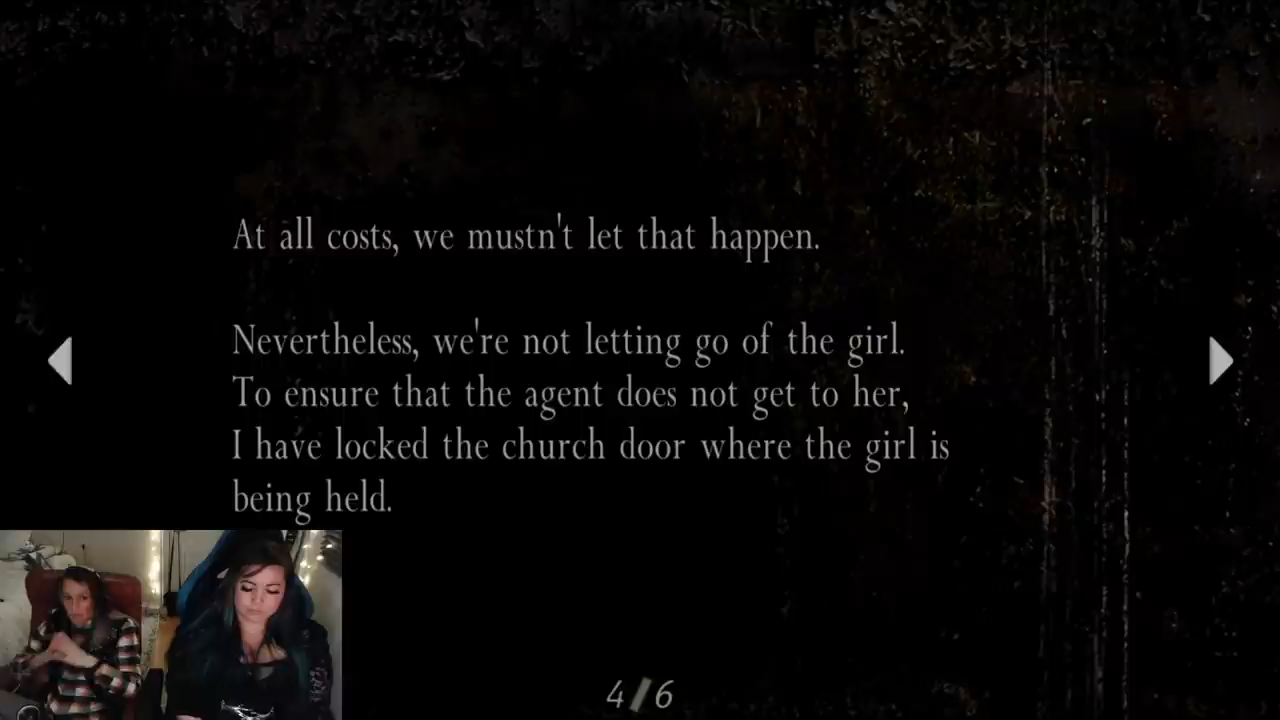 At all costs, we mustn't let that happen.
Nevertheless, we're not letting go of the girl.
To ensure that the agent does not get to her,
I have locked the church door where the girl is
being held.
4/6